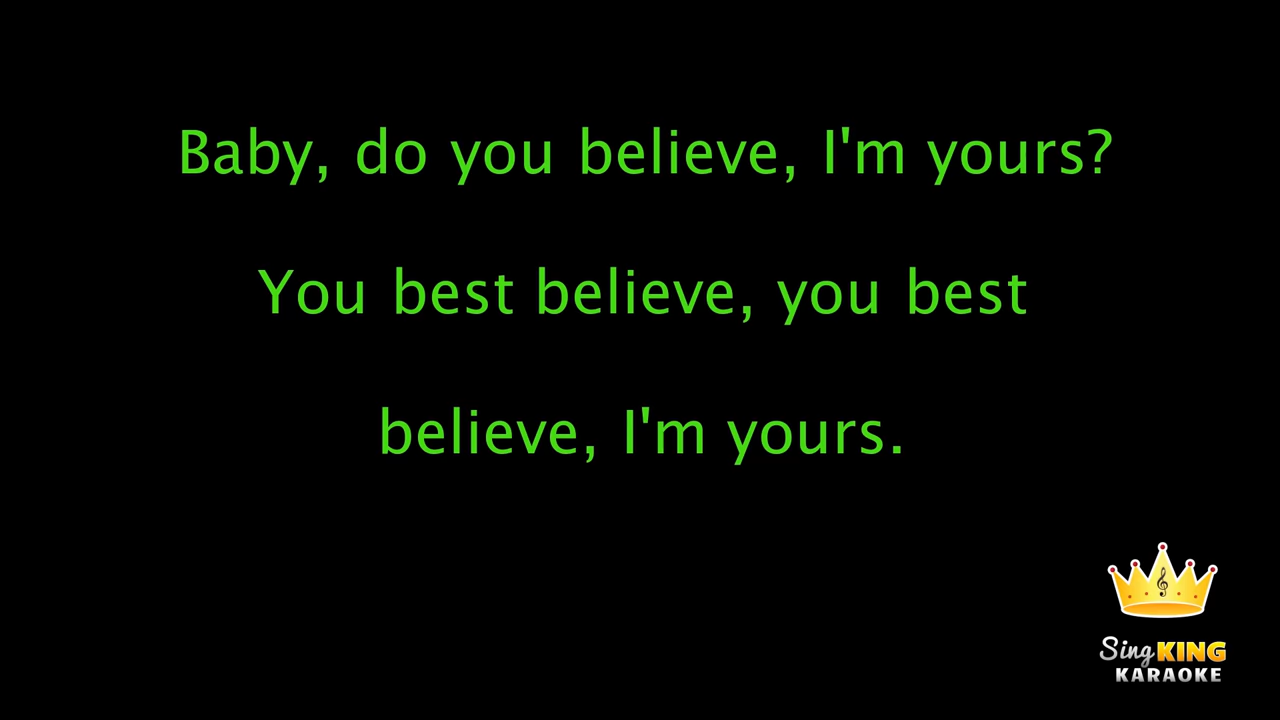 Baby, do you believe, I'm yours?
You best believe, you best
believe, I'm yours.
Sing KING
KARAOKE